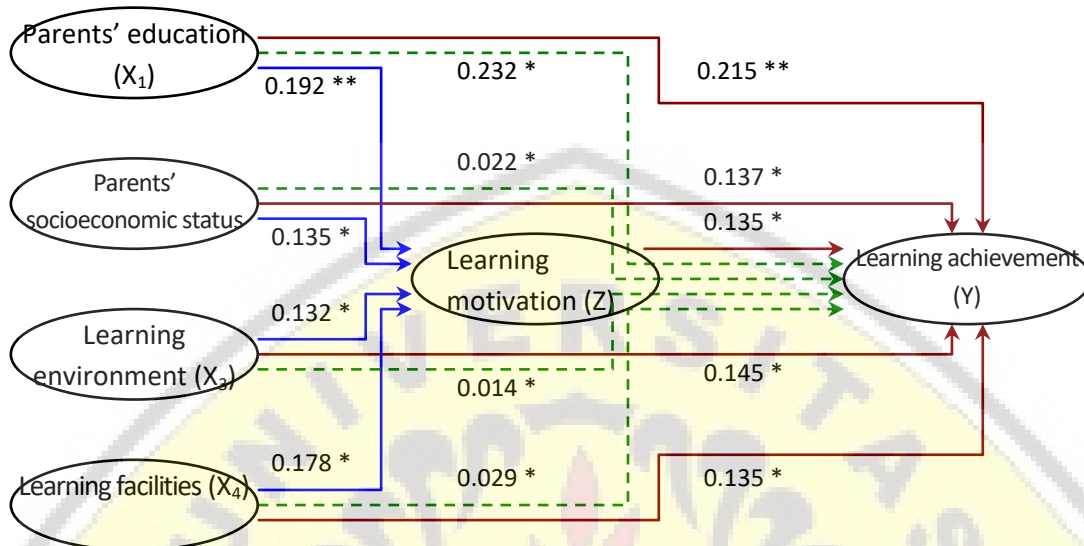 Parents' education
(X₁)
0.192 **
0.232 *
0.215 **
Parents'
socioeconomic status
0.022 *
0.137 *
0.135 *
0.135 *
Learning
motivation (Z)
Learning achievement
(Y)
Learning
environment (X₃)
0.132 *
0.014 *
0.145 *
Learning facilities (X₄)
0.178 *
0.029 *
0.135 *
UNIVERSITAS